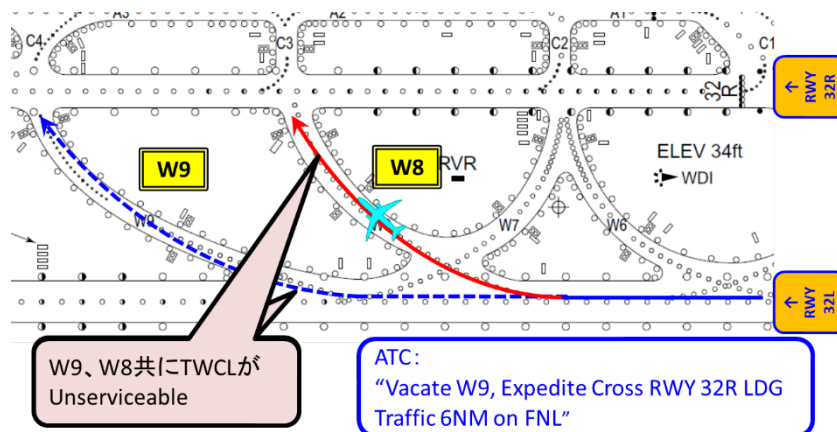 C4
A3
C3
A2
C2
A1
C1
32
R
← RWY
32R
W9
W8
RVR
ELEV 34ft
WDI
W9
W7
W6
← RWY
32L
W9、W8共にTWCLが
Unserviceable
ATC:
“Vacate W9, Expedite Cross RWY 32R LDG
Traffic 6NM on FNL”